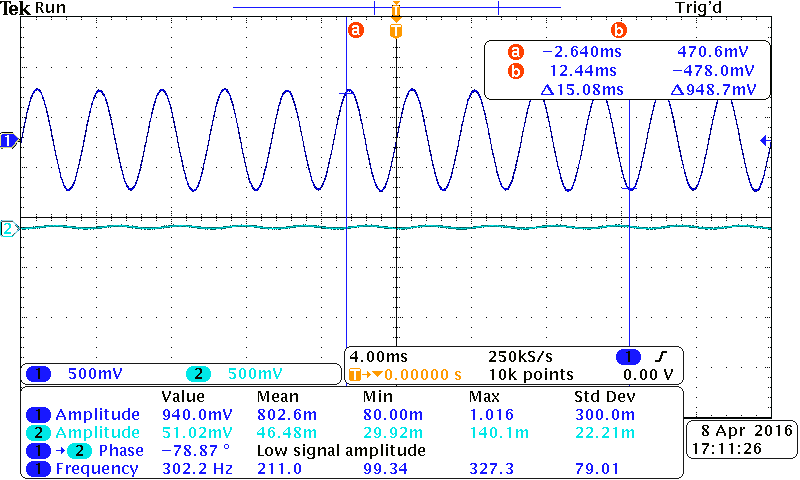 Tek Run Trig'd
a b
T
T
a −2.640ms 470.6mV
b 12.44ms −478.0mV
Δ15.08ms Δ948.7mV
1
2
4.00ms 250kS/s 1
T→▼0.00000 s 10k points 0.00 V
1 500mV 2 500mV
Value Mean Min Max Std Dev
1 Amplitude 940.0mV 802.6m 80.00m 1.016 300.0m
2 Amplitude 51.02mV 46.48m 29.92m 140.1m 22.21m
1 → 2 Phase −78.87 ° Low signal amplitude
1 Frequency 302.2 Hz 211.0 99.34 327.3 79.01
8 Apr 2016
17:11:26